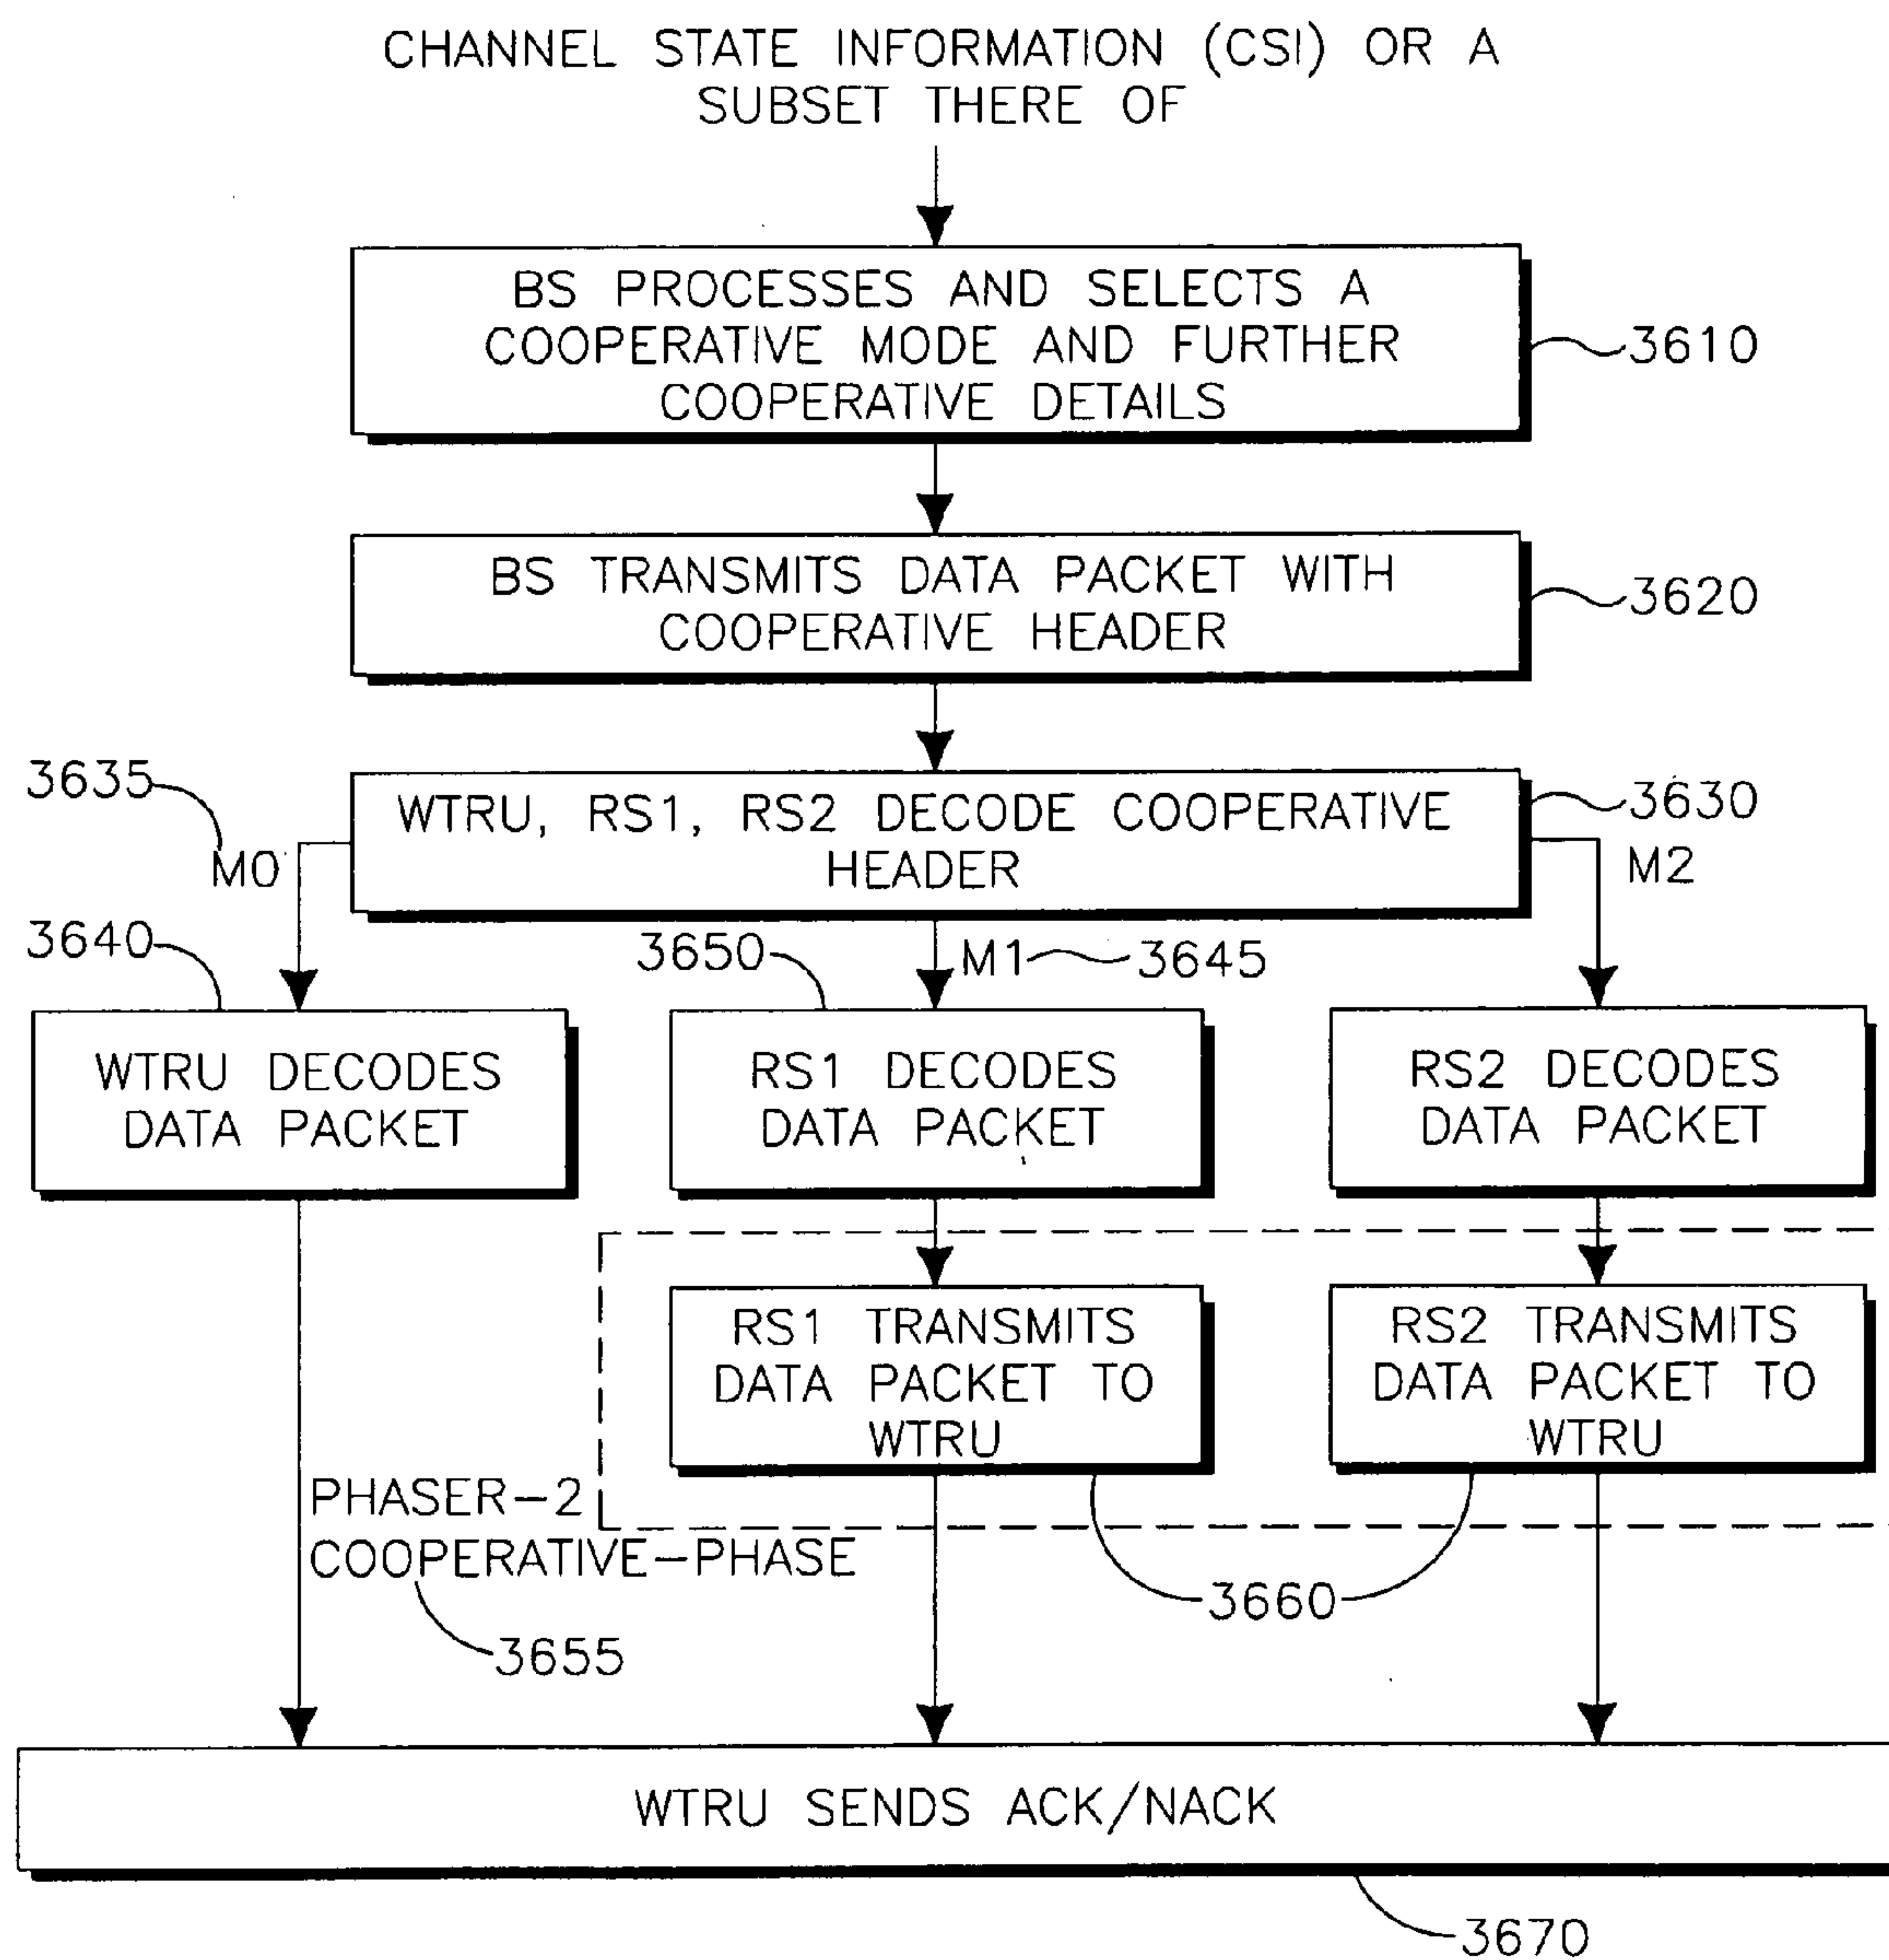 CHANNEL STATE INFORMATION (CSI) OR A
SUBSET THERE OF
BS PROCESSES AND SELECTS A
COOPERATIVE MODE AND FURTHER
COOPERATIVE DETAILS
3610
BS TRANSMITS DATA PACKET WITH
COOPERATIVE HEADER
3620
3635
WTRU, RS1, RS2 DECODE COOPERATIVE
HEADER
3630
M0
M2
3640
3650
M1
3645
WTRU DECODES
DATA PACKET
RS1 DECODES
DATA PACKET
RS2 DECODES
DATA PACKET
RS1 TRANSMITS
DATA PACKET TO
WTRU
RS2 TRANSMITS
DATA PACKET TO
WTRU
PHASER-2
COOPERATIVE-PHASE
3660
3655
WTRU SENDS ACK/NACK
3670